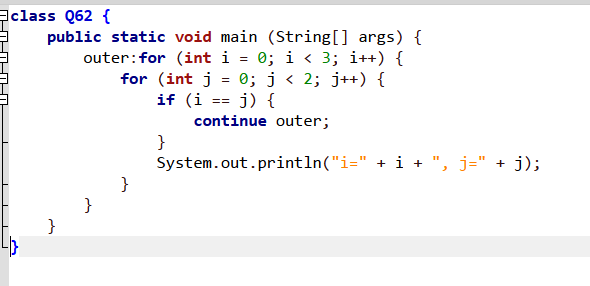 class Q62 {
    public static void main (String[] args) {
        outer:for (int i = 0; i < 3; i++) {
            for (int j = 0; j < 2; j++) {
                if (i == j) {
                    continue outer;
                }
                System.out.println("i=" + i + ", j=" + j);
            }
        }
    }
}